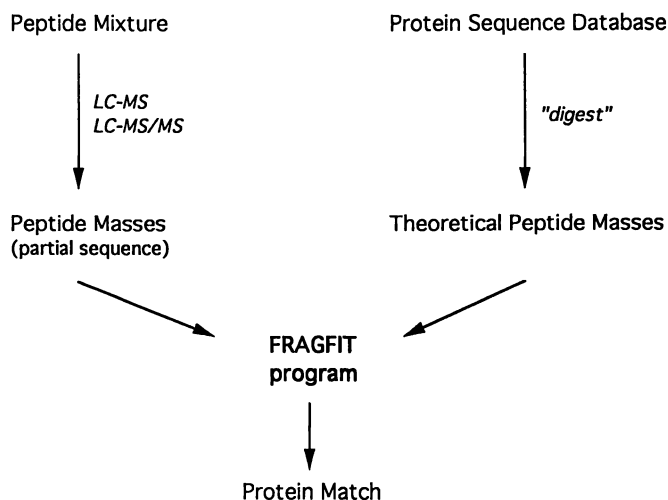 Peptide Mixture
Protein Sequence Database
LC-MS
LC-MS/MS
"digest"
Peptide Masses
(partial sequence)
Theoretical Peptide Masses
FRAGFIT
program
Protein Match